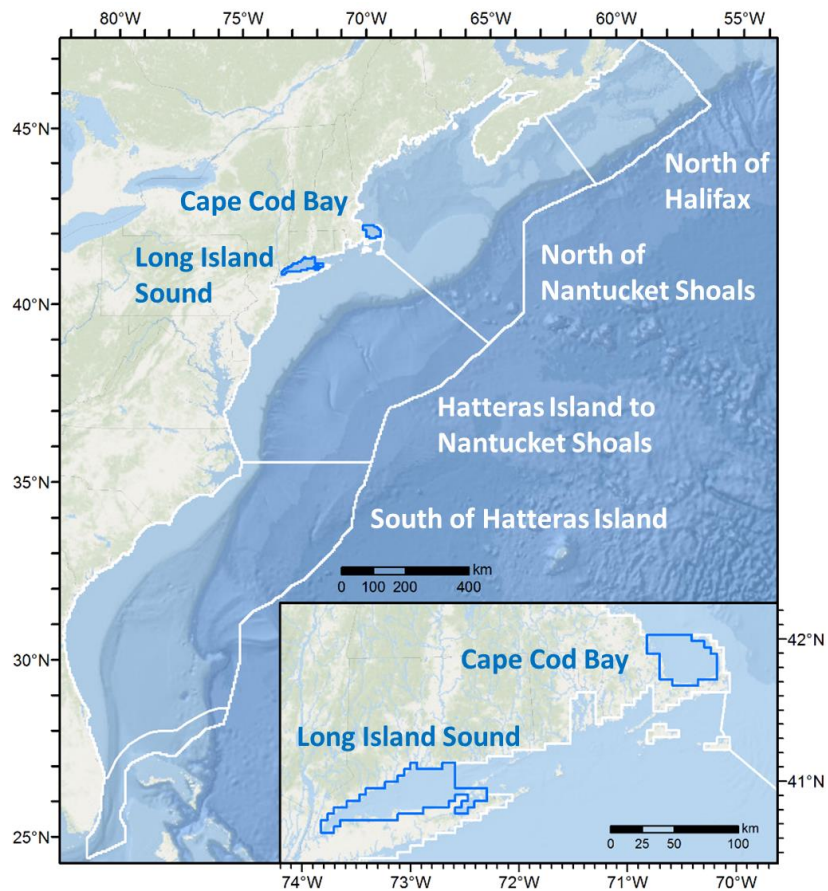 80°W 70°W 65°W 60°W 55°W
45°N
North of
Halifax
Cape Cod Bay
Long Island
Sound
North of
Nantucket Shoals
40°N
Hatteras Island to
Nantucket Shoals
35°N
South of Hatteras Island
km
0 100 200 400
30°N
42°N
Cape Cod Bay
Long Island Sound
41°N
25°N
km
0 25 50 100
74°W 73°W 72°W 71°W 70°W